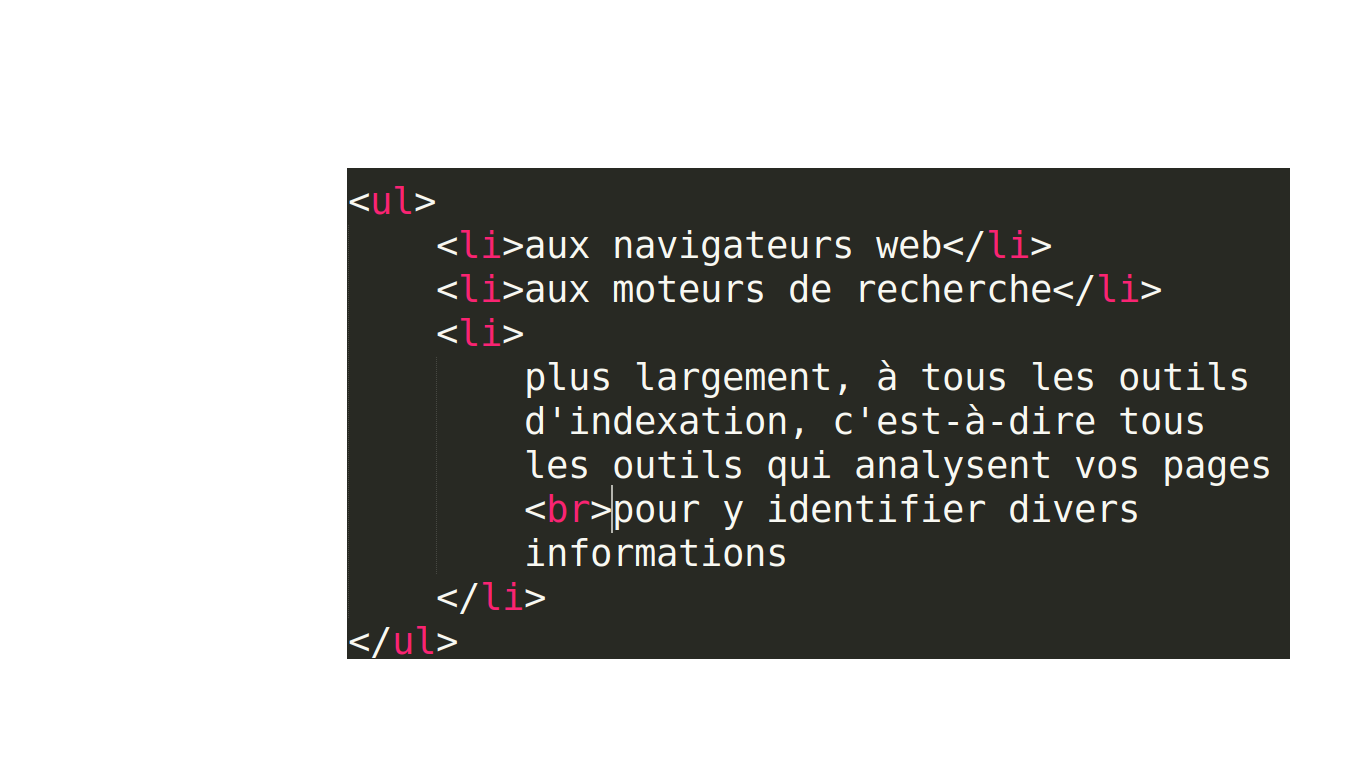 <ul>
<li>aux navigateurs web</li>
<li>aux moteurs de recherche</li>
<li>
plus largement, à tous les outils
d'indexation, c'est-à-dire tous
les outils qui analysent vos pages
<br>pour y identifier divers
informations
</li>
</ul>